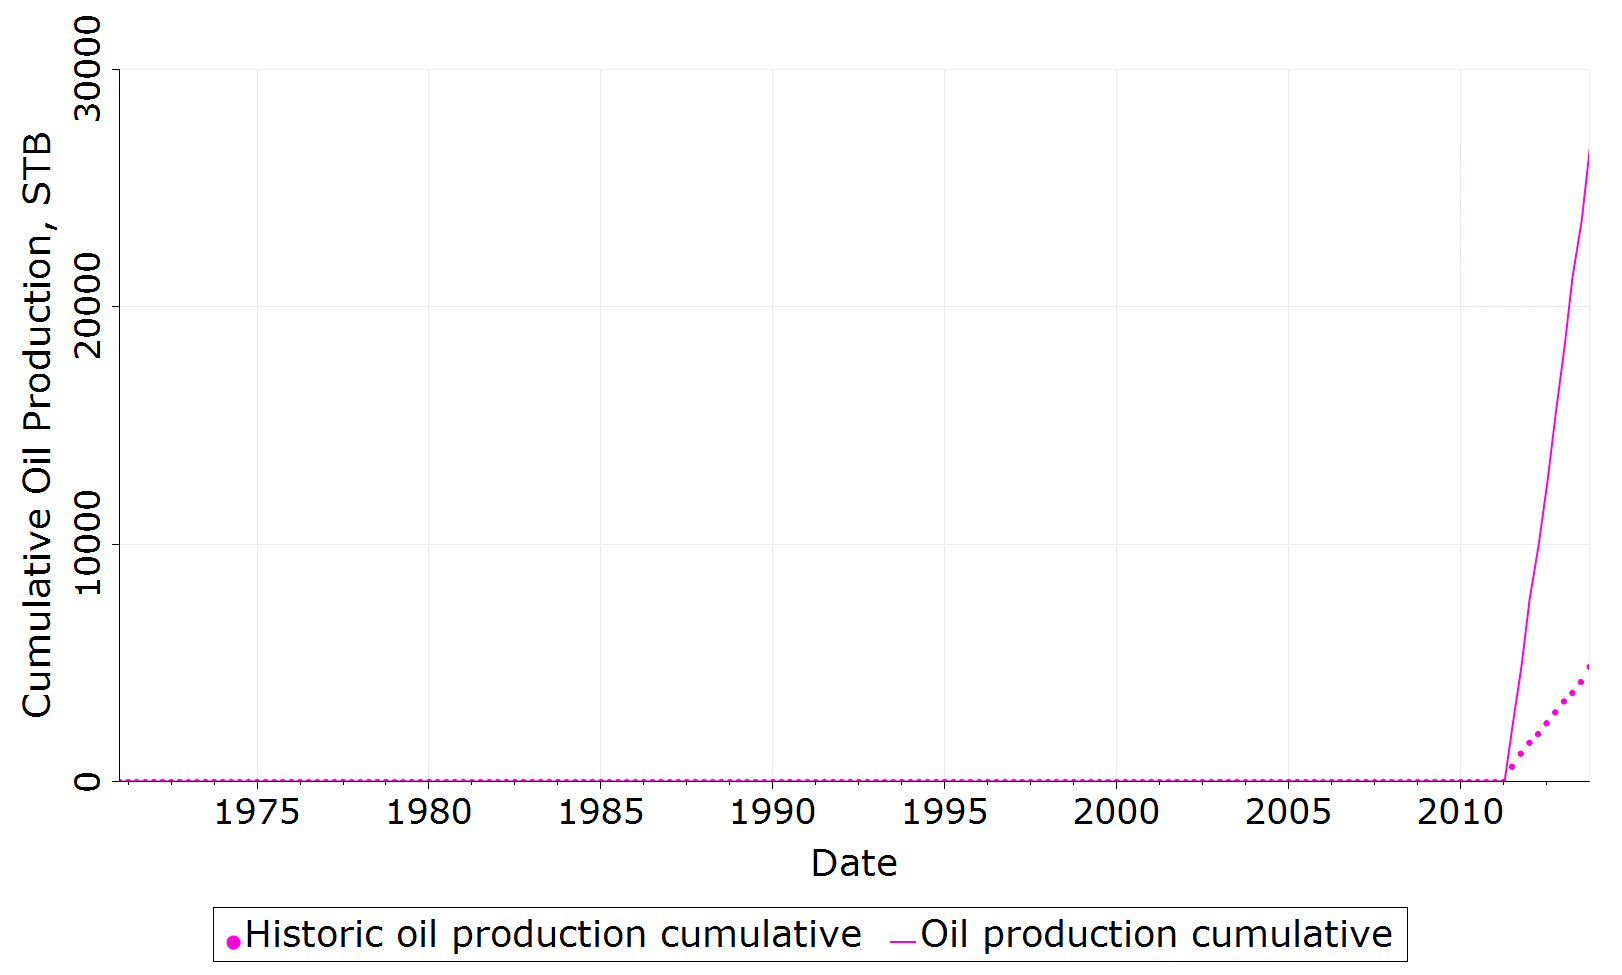 Cumulative Oil Production, STB
30000
20000
10000
0
1975 1980 1985 1990 1995 2000 2005 2010
Date
Historic oil production cumulative Oil production cumulative